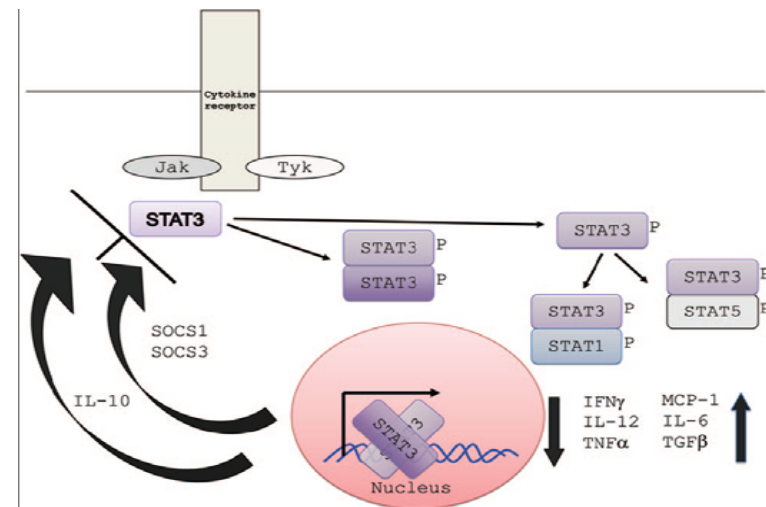 Cytokine
receptor
Jak
Tyk
STAT3
STAT3 P
STAT3 P
STAT3 P
STAT3 P
STAT1 P
STAT3 P
STAT5 P
SOCS1
SOCS3
IL-10
STAT3
3
Nucleus
IFNγ MCP-1
IL-12 IL-6
TNFα TGFβ